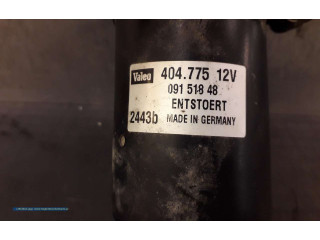 Valeo 404.775 12V
091 518 48
ENTSTOERT
2443b MADE IN GERMANY